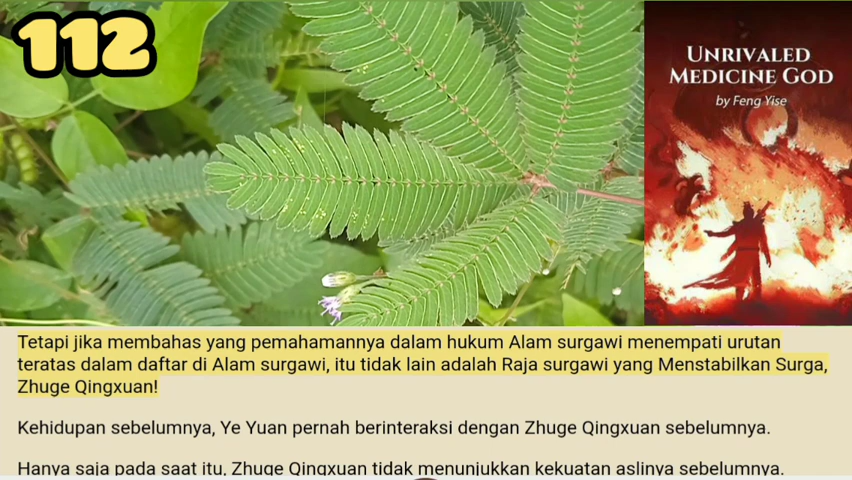 112
UNRIVALED
MEDICINE GOD
by Feng Yise
Tetapi jika membahas yang pemahamannya dalam hukum Alam surgawi menempati urutan
teratas dalam daftar di Alam surgawi, itu tidak lain adalah Raja surgawi yang Menstabilkan Surga,
Zhuge Qingxuan!
Kehidupan sebelumnya, Ye Yuan pernah berinteraksi dengan Zhuge Qingxuan sebelumnya.
Hanya saja pada saat itu, Zhuge Qingxuan tidak menunjukkan kekuatan aslinya sebelumnya.